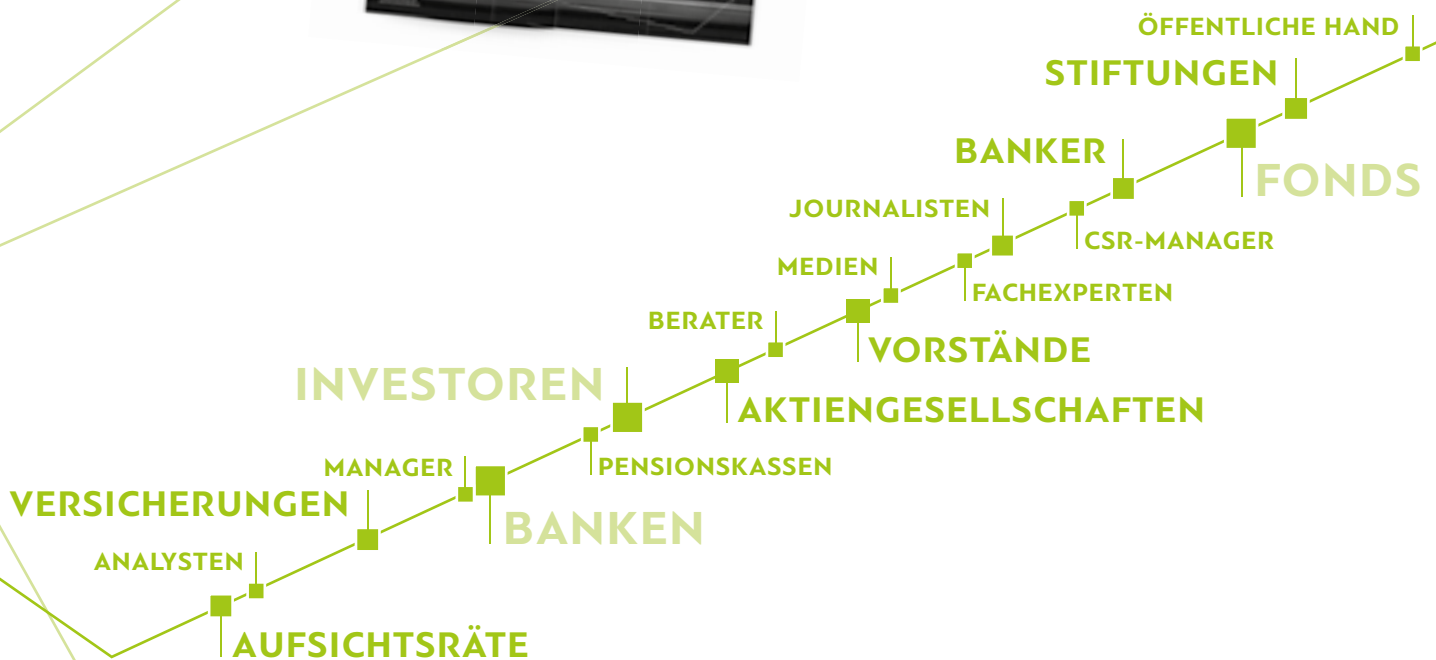 ÖFFENTLICHE HAND
STIFTUNGEN
BANKER
FONDS
JOURNALISTEN
CSR-MANAGER
MEDIEN
FACHEXPERTEN
BERATER
VORSTÄNDE
INVESTOREN
AKTIENGESELLSCHAFTEN
MANAGER
PENSIONSKASSEN
VERSICHERUNGEN
BANKEN
ANALYSTEN
AUFSICHTSRÄTE